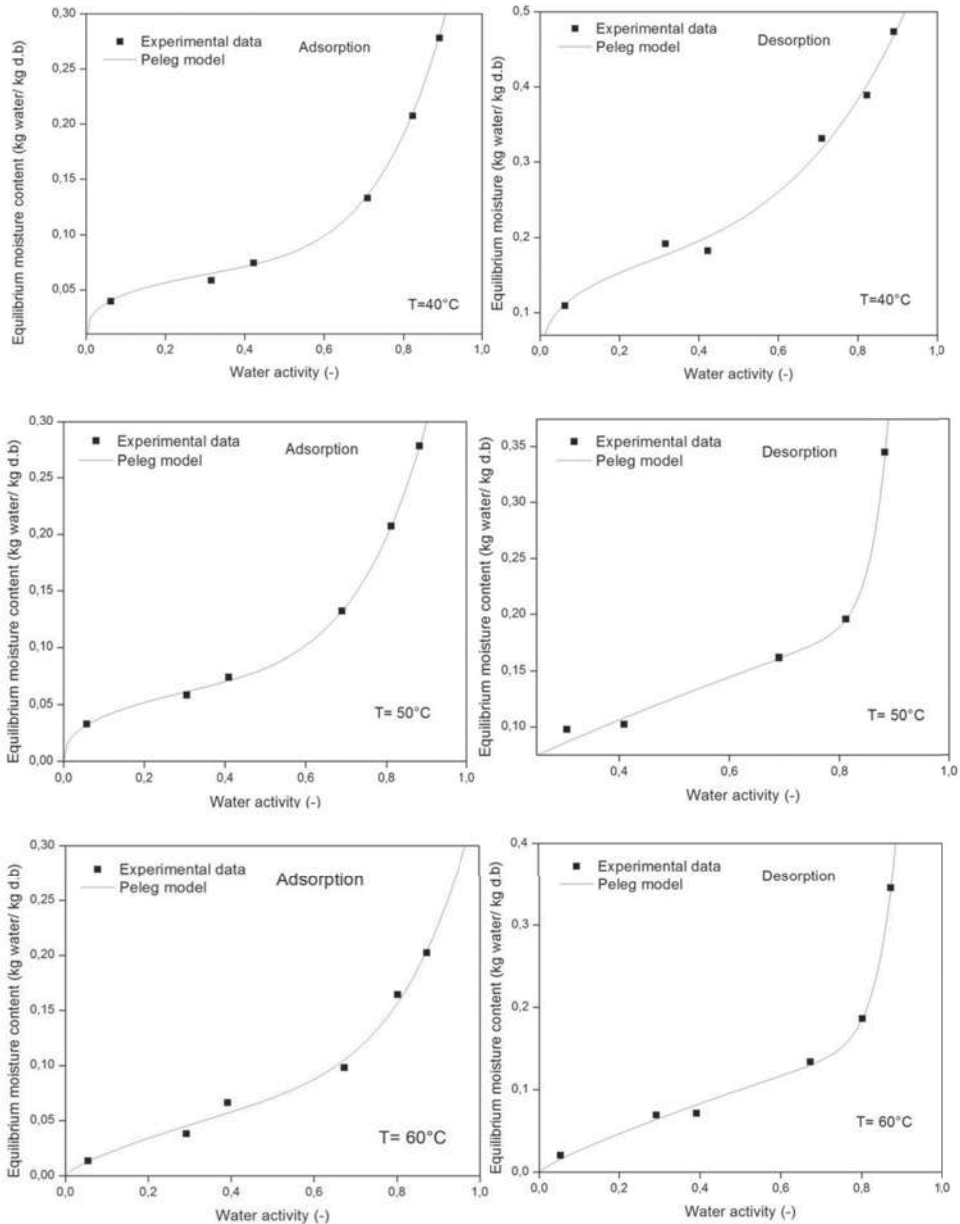 Equilibrium moisture content (kg water/ kg d.b)
0,30
0,25
0,20
0,15
0,10
0,05
Experimental data
Peleg model
Adsorption
T=40°C
0,0 0,2 0,4 0,6 0,8 1,0
Water activity (-)
Equilibrium moisture (kg water/ kg d.b)
0,5
0,4
0,3
0,2
0,1
Experimental data
Peleg model
Desorption
T=40°C
0,0 0,2 0,4 0,6 0,8 1,0
Water activity (-)
Equilibrium moisture content (kg water/ kg d.b)
0,30
0,25
0,20
0,15
0,10
0,05
0,00
Experimental data
Peleg model
Adsorption
T= 50°C
0,0 0,2 0,4 0,6 0,8 1,0
Water activity (-)
Equilibrium moisture content (kg water/ kg d.b)
0,35
0,30
0,25
0,20
0,15
0,10
Experimental data
Peleg model
Desorption
T= 50°C
0,4 0,6 0,8 1,0
Water activity (-)
Equilibrium moisture content (kg water/ kg d.b)
0,30
0,25
0,20
0,15
0,10
0,05
0,00
Experimental data
Peleg model
Adsorption
T= 60°C
0,0 0,2 0,4 0,6 0,8 1,0
Water activity (-)
Equilibrium moisture content (kg water/ kg d.b)
0,4
0,3
0,2
0,1
0,0
Experimental data
Peleg model
Desorption
T= 60°C
0,0 0,2 0,4 0,6 0,8 1,0
Water activity (-)